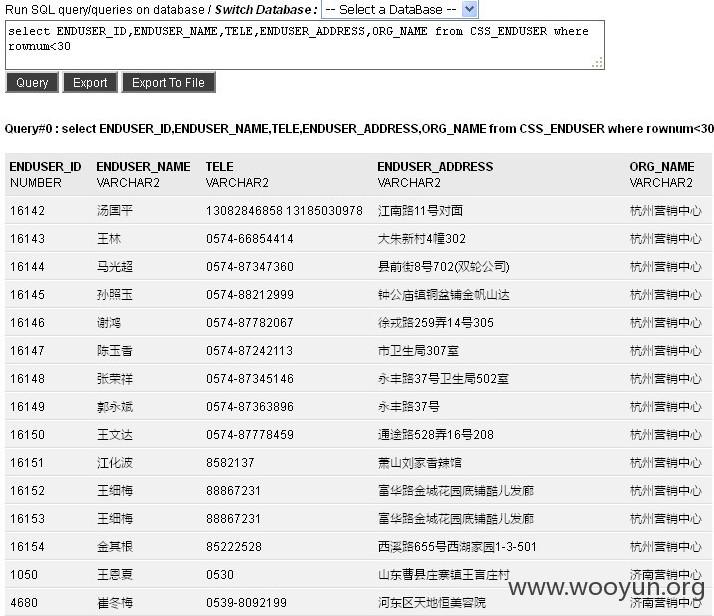 Run SQL query/queries on database / Switch Database : -- Select a DataBase --
select ENDUSER_ID,ENDUSER_NAME,TELE,ENDUSER_ADDRESS,ORG_NAME from CSS_ENDUSER where
rownum<30
Query Export Export To File
Query#0 : select ENDUSER_ID,ENDUSER_NAME,TELE,ENDUSER_ADDRESS,ORG_NAME from CSS_ENDUSER where rownum<30
ENDUSER_ID ENDUSER_NAME TELE ENDUSER_ADDRESS ORG_NAME
NUMBER VARCHAR2 VARCHAR2 VARCHAR2 VARCHAR2
16142 汤国平 13082846858 13185030978 江南路11号对面 杭州营销中心
16143 王林 0574-66854414 大朱新村4幢302 杭州营销中心
16144 马光超 0574-87347360 县前街8号702(双轮公司) 杭州营销中心
16145 孙照玉 0574-88212999 钟公庙镇铜盆铺金帆山达 杭州营销中心
16146 谢鸿 0574-87782067 徐戎路259弄14号305 杭州营销中心
16147 陈玉香 0574-87242113 市卫生局307室 杭州营销中心
16148 张荣祥 0574-87345146 永丰路37号卫生局502室 杭州营销中心
16149 郭永斌 0574-87363896 永丰路37号 杭州营销中心
16150 王文达 0574-87778459 通途路528弄16号208 杭州营销中心
16151 江化波 8582137 萧山刘家香辣馆 杭州营销中心
16152 王细梅 88867231 富华路金城花园底铺酷儿发廊 杭州营销中心
16153 王细梅 88867231 富华路金城花园底铺酷儿发廊 杭州营销中心
16154 金其根 85222528 西溪路655号西湖家园1-3-501 杭州营销中心
1050 王恩夏 0530 山东曹县庄寨镇王言庄村 济南营销中心
4680 崔冬梅 0539-8092199 河东区天地恒美容院 济南营销中心
www.wooyun.org